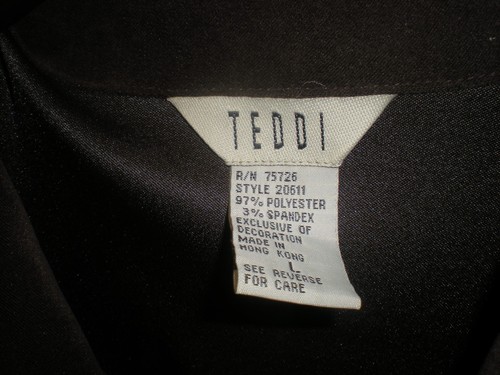 TEDDI
R/N 75726
STYLE 20611
97% POLYESTER
3% SPANDEX
EXCLUSIVE OF
DECORATION
MADE IN
HONG KONG
L
SEE REVERSE
FOR CARE